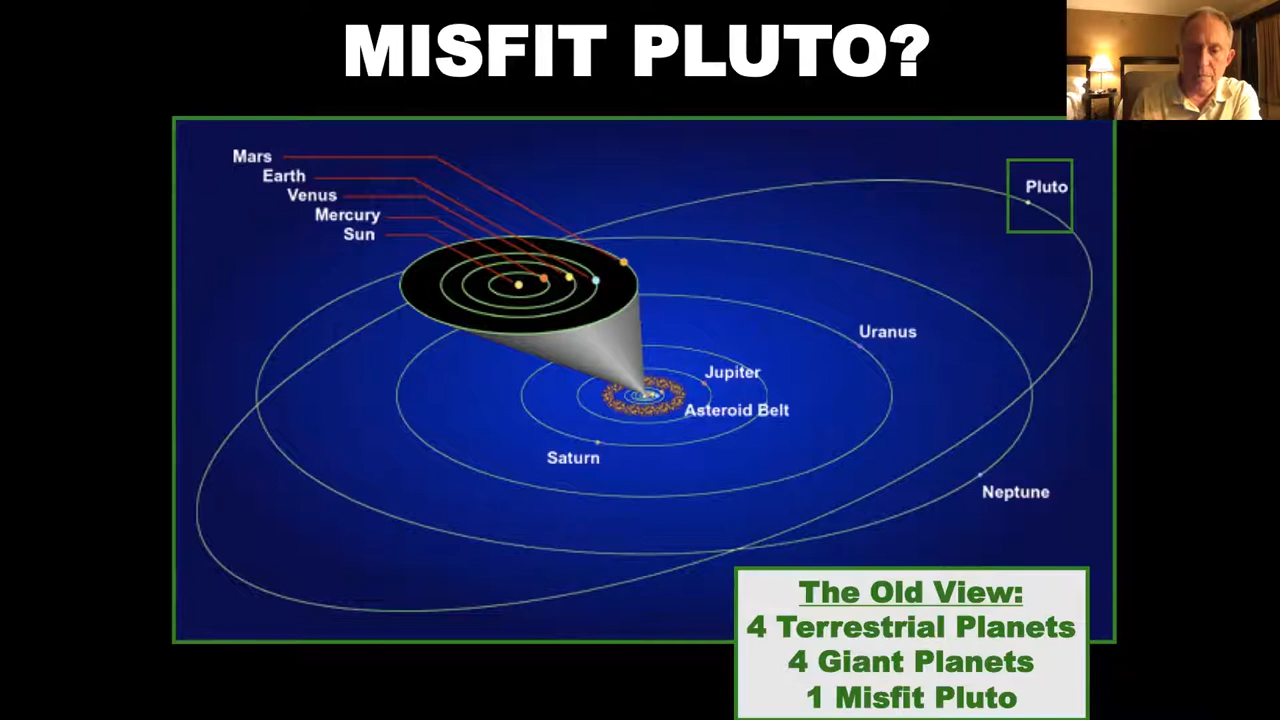 MISFIT PLUTO?
Mars
Earth
Venus
Mercury
Sun
Pluto
Uranus
Jupiter
Asteroid Belt
Saturn
Neptune
The Old View:
4 Terrestrial Planets
4 Giant Planets
1 Misfit Pluto